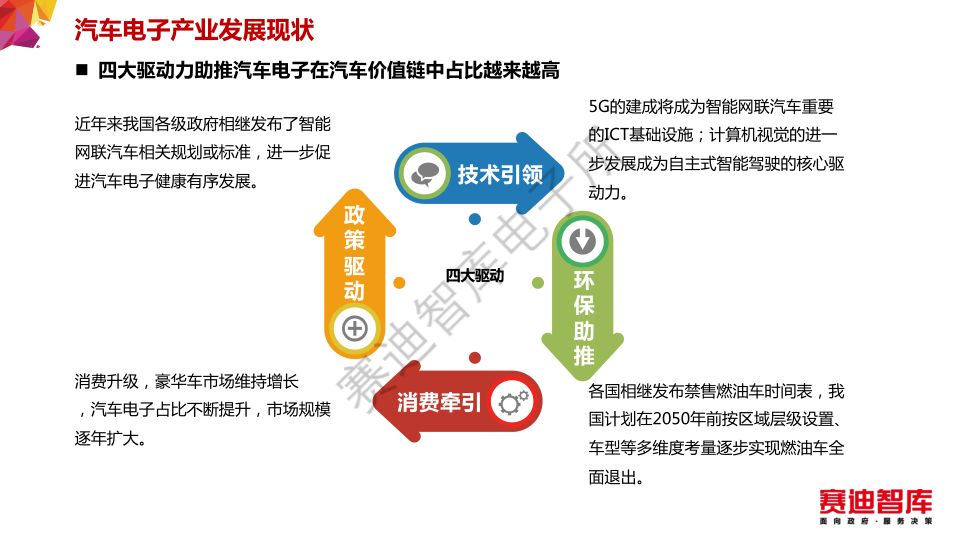 汽车电子产业发展现状
四大驱动力助推汽车电子在汽车价值链中占比越来越高
近年来我国各级政府相继发布了智能
网联汽车相关规划或标准，进一步促
进汽车电子健康有序发展。
5G的建成将成为智能网联汽车重要
的ICT基础设施；计算机视觉的进一
步发展成为自主式智能驾驶的核心驱
动力。
技术引领
政策驱动
四大驱动
环保助推
消费牵引
消费升级，豪华车市场维持增长
，汽车电子占比不断提升，市场规模
逐年扩大。
各国相继发布禁售燃油车时间表，我
国计划在2050年前按区域层级设置、
车型等多维度考量逐步实现燃油车全
面退出。
赛迪智库电子所
赛迪智库
面向政府·服务决策